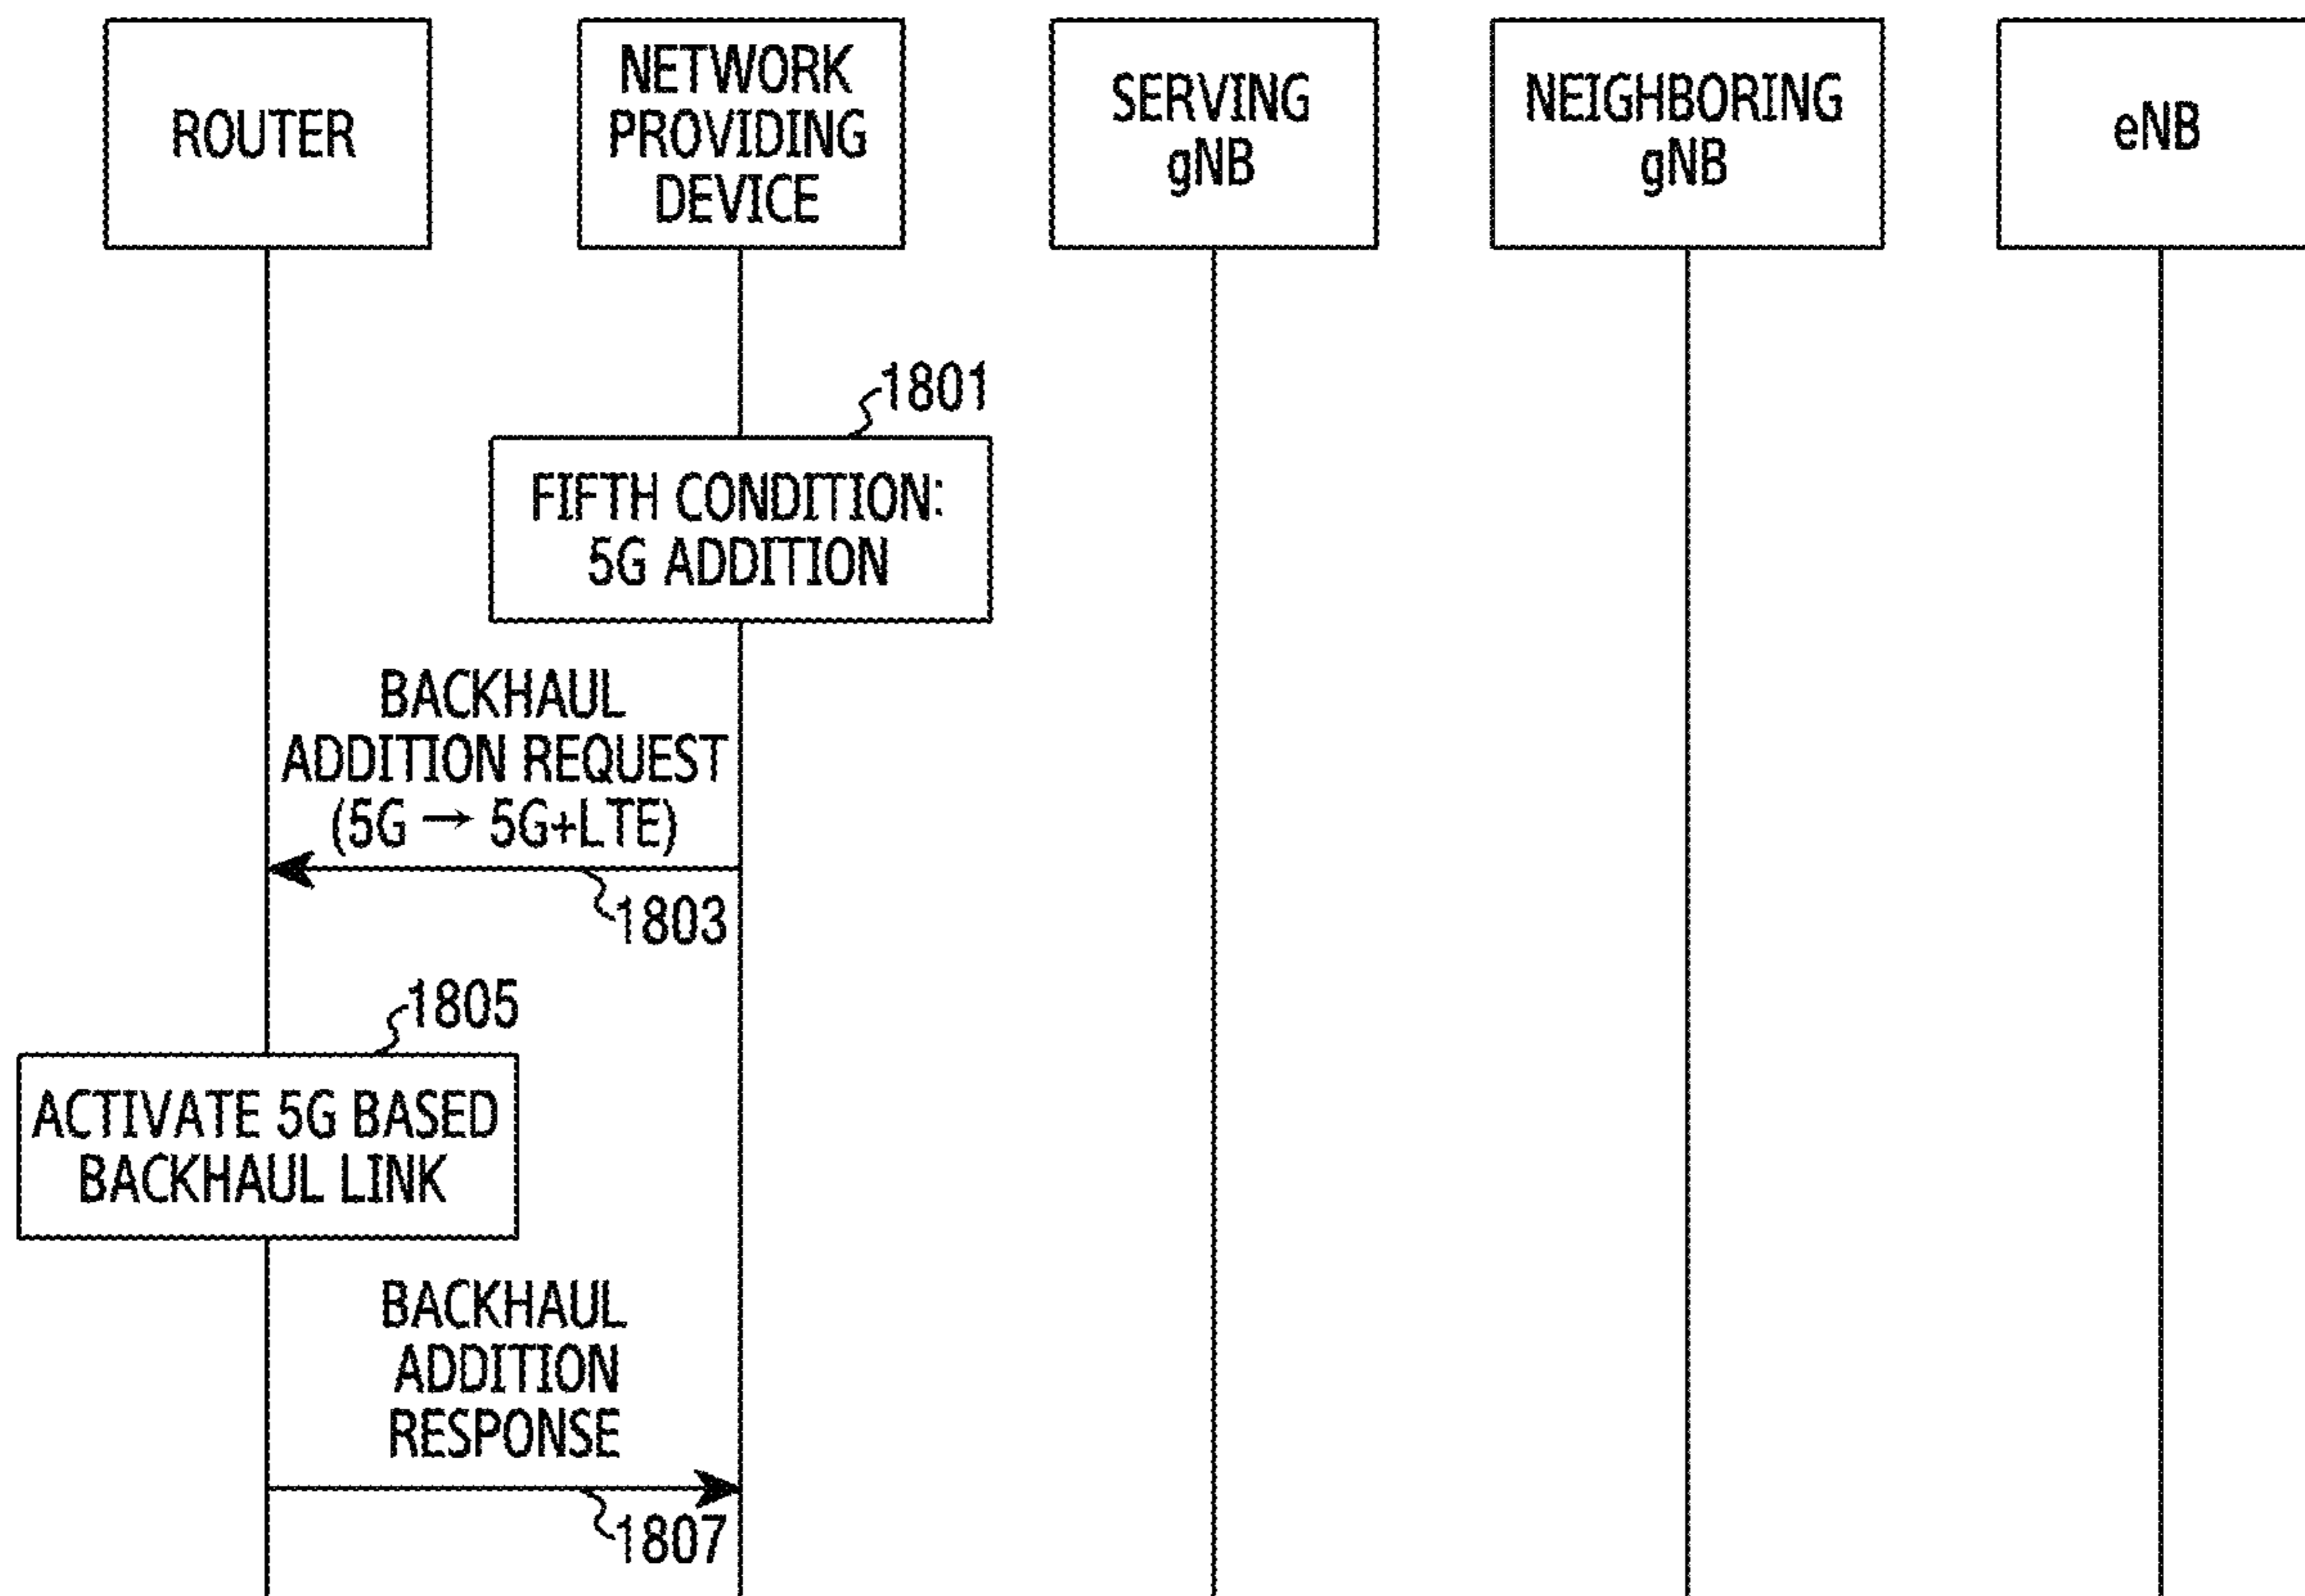 ROUTER
NETWORK
PROVIDING
DEVICE
SERVING
gNB
NEIGHBORING
gNB
eNB
1801
FIFTH CONDITION:
5G ADDITION
BACKHAUL
ADDITION REQUEST
(5G → 5G+LTE)
1803
1805
ACTIVATE 5G BASED
BACKHAUL LINK
BACKHAUL
ADDITION
RESPONSE
1807